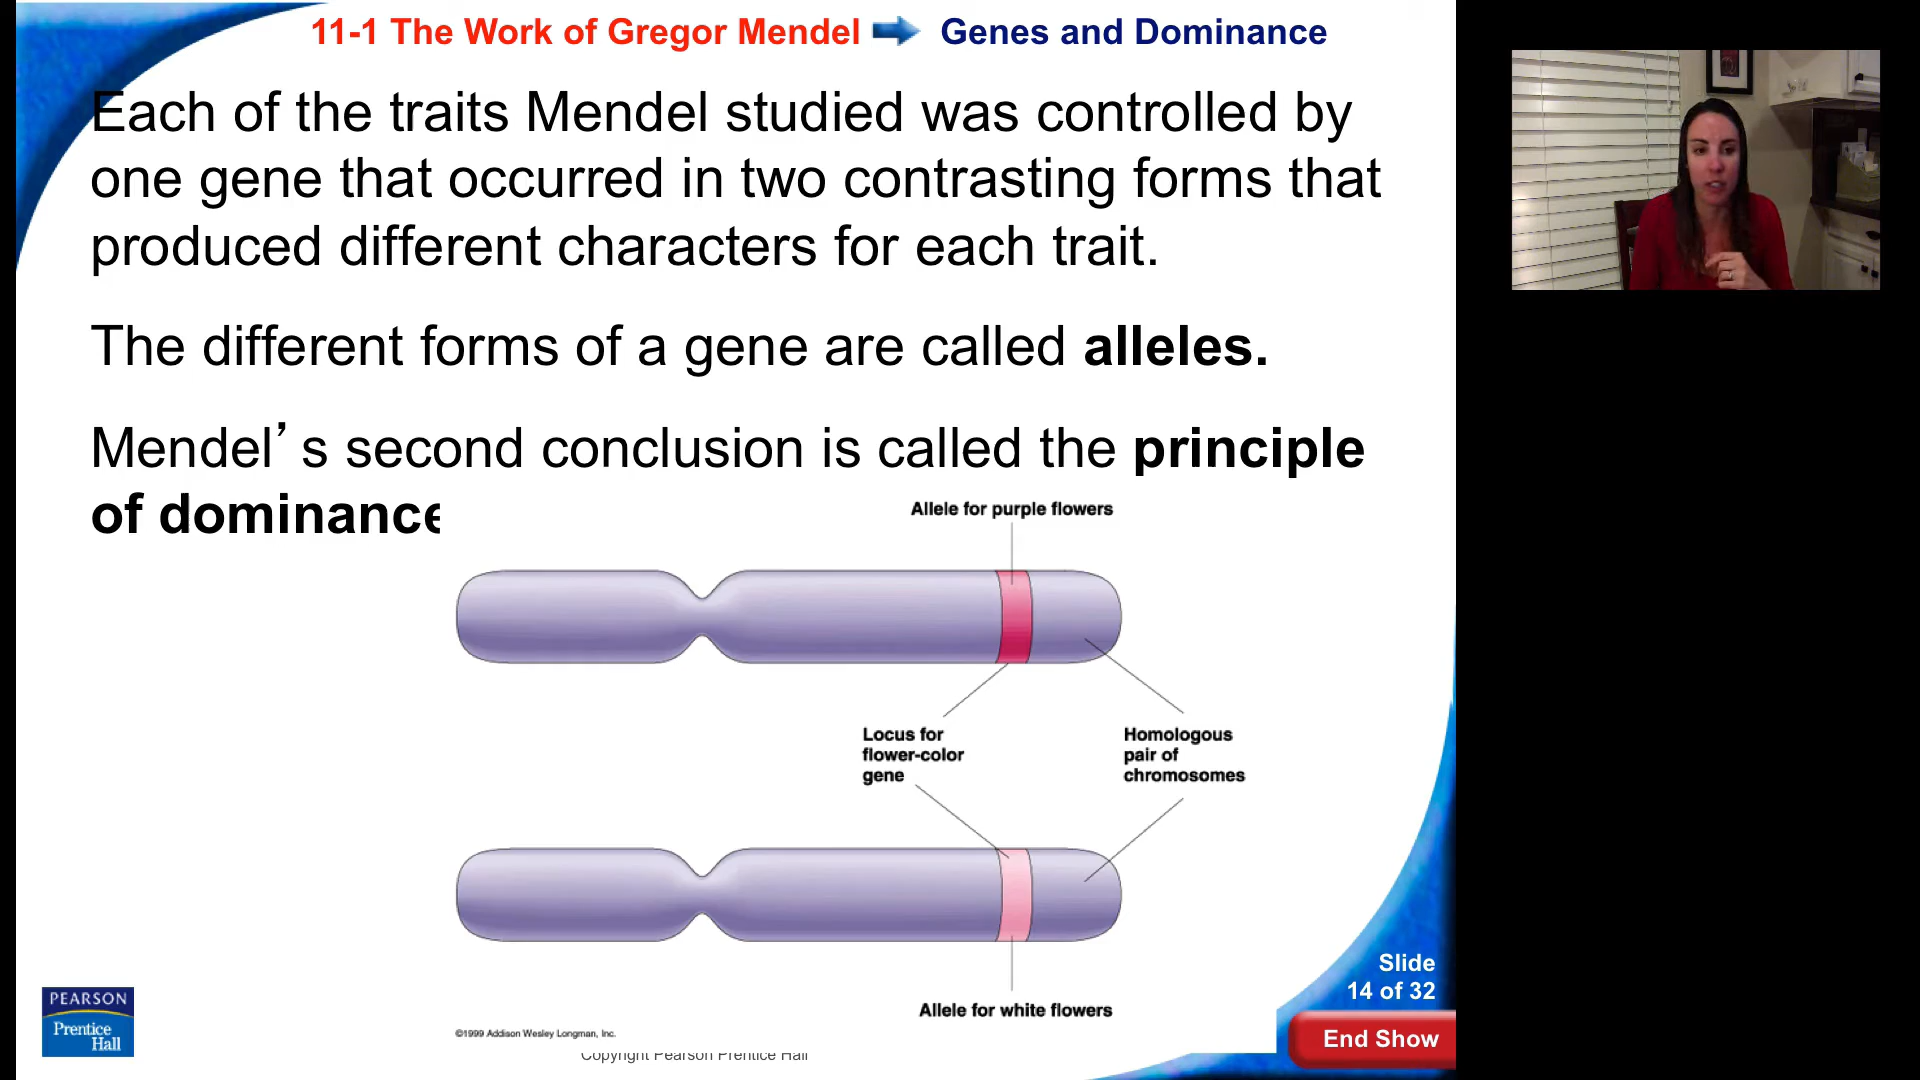 11-1 The Work of Gregor Mendel Genes and Dominance
Each of the traits Mendel studied was controlled by
one gene that occurred in two contrasting forms that
produced different characters for each trait.
The different forms of a gene are called alleles.
Mendel’s second conclusion is called the principle
of dominance
Allele for purple flowers
Locus for
flower-color
gene
Homologous
pair of
chromosomes
Allele for white flowers
©1999 Addison Wesley Longman, Inc.
Copyright Pearson Prentice Hall
PEARSON
Prentice
Hall
Slide
14 of 32
End Show